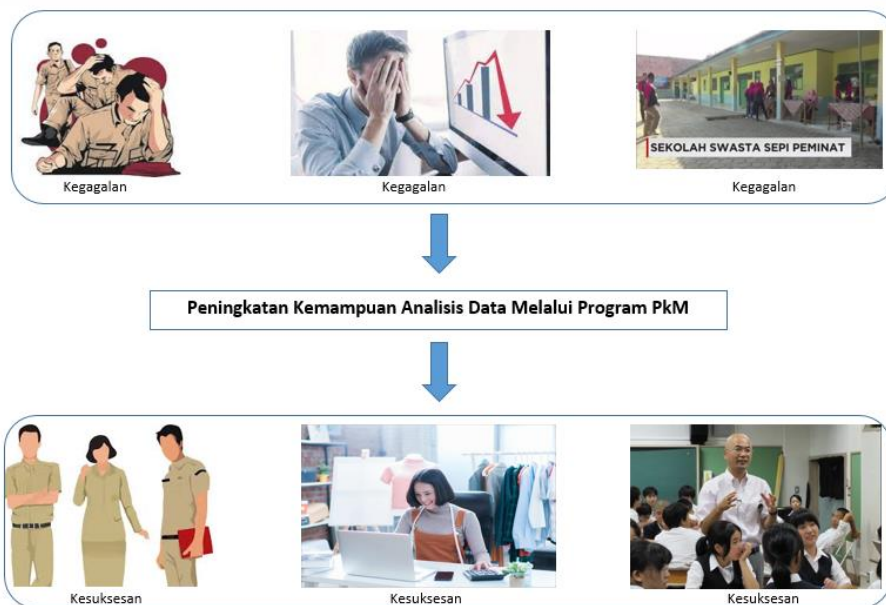 SEKOLAH SWASTA SEPI PEMINAT
Kegagalan
Kegagalan
Kegagalan
Peningkatan Kemampuan Analisis Data Melalui Program PkM
Kesuksesan
Kesuksesan
Kesuksesan